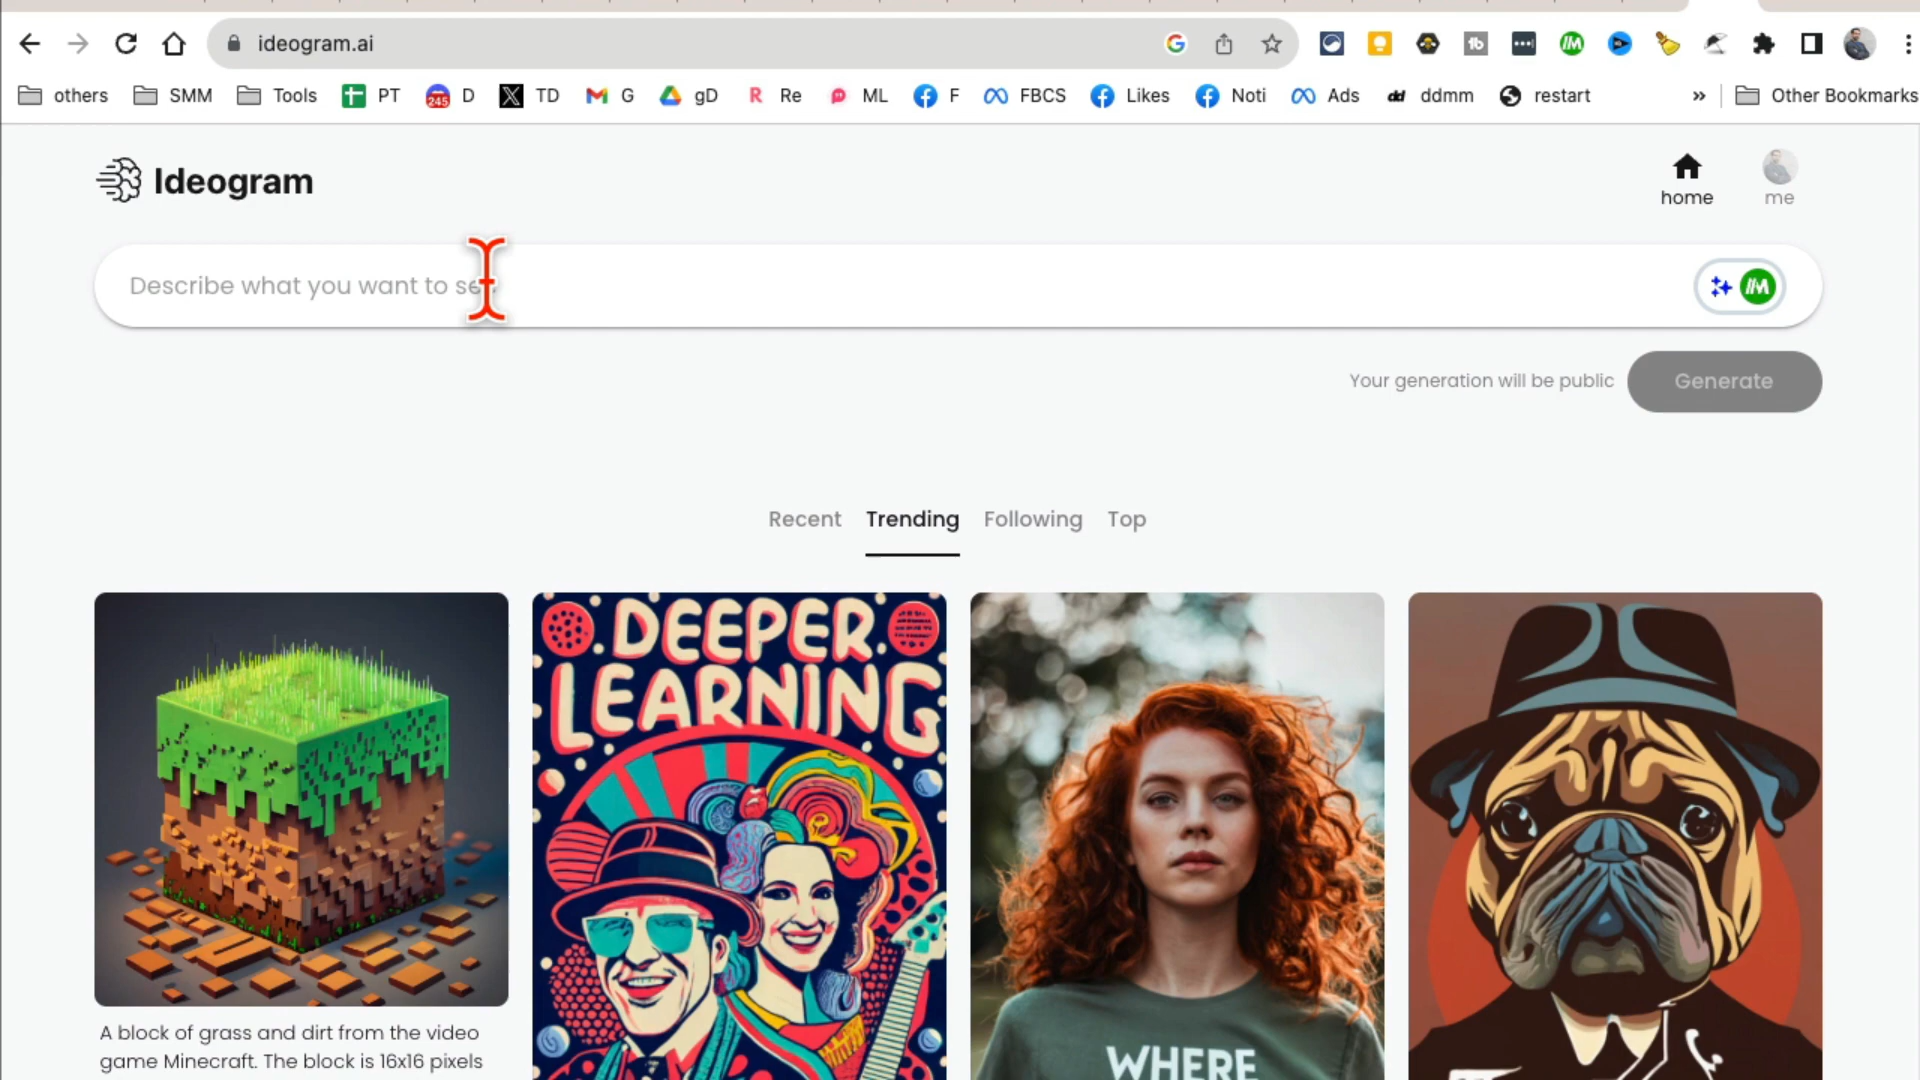 ideogram.ai
others SMM Tools PT 245 D TD G gD Re ML F FBCS Likes Noti Ads dd ddmm restart » Other Bookmarks
Ideogram
home me
Describe what you want to se
Your generation will be public Generate
Recent Trending Following Top
DEEPER
LEARNING
WHERE
A block of grass and dirt from the video
game Minecraft. The block is 16x16 pixels